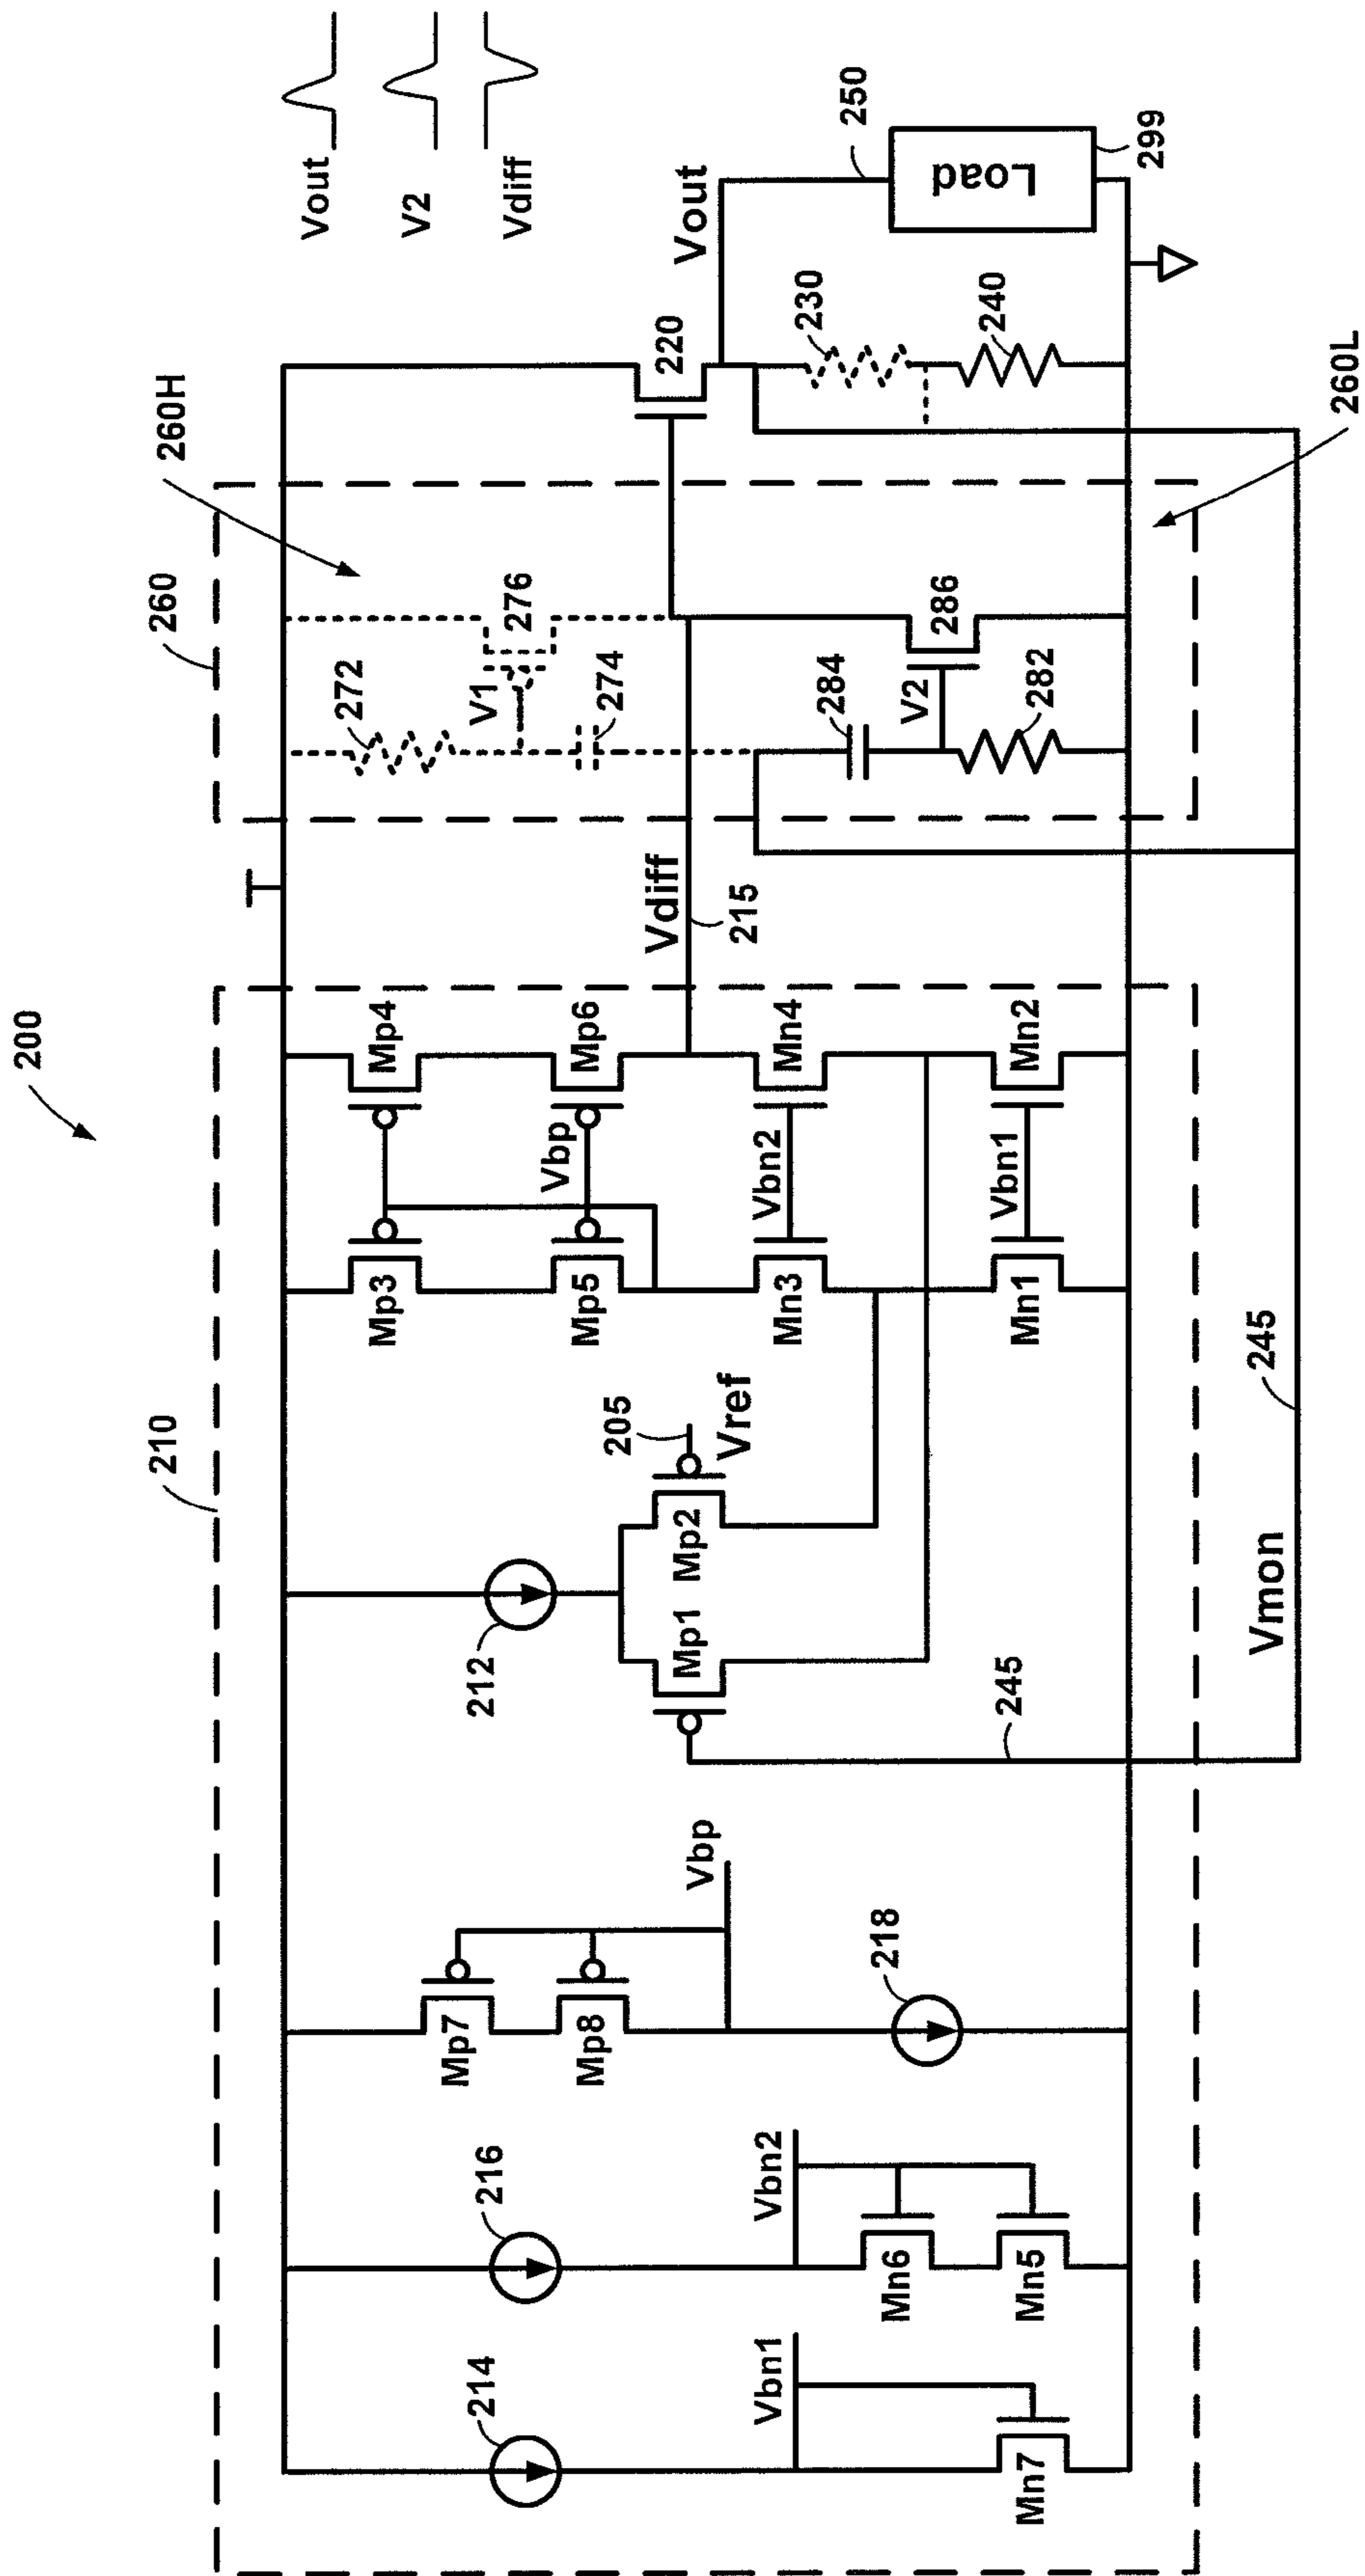 200
210
260
260H
Vout
V2
Vdiff
214
216
Mp7
Mp8
Vbp
218
212
Mp1
Mp2
205
Vref
Mp3
Mp4
Vbp
Mp5
Mp6
Vdiff
215
272
V1
276
274
220
Vout
250
Load
299
Vbn1
Mn7
Vbn2
Mn6
Mn5
245
Mn3
Vbn2
Mn4
Mn1
Vbn1
Mn2
284
V2
286
282
230
240
260L
Vmon
245